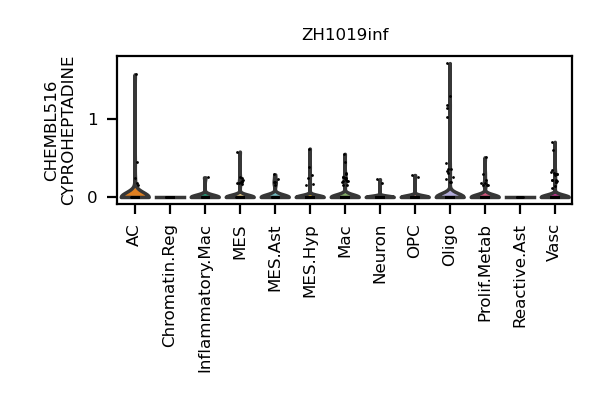 ZH1019inf
CHEMBL516
CYPROHEPTADINE
1
0
AC
Chromatin.Reg
Inflammatory.Mac
MES
MES.Ast
MES.Hyp
Mac
Neuron
OPC
Oligo
Prolif.Metab
Reactive.Ast
Vasc